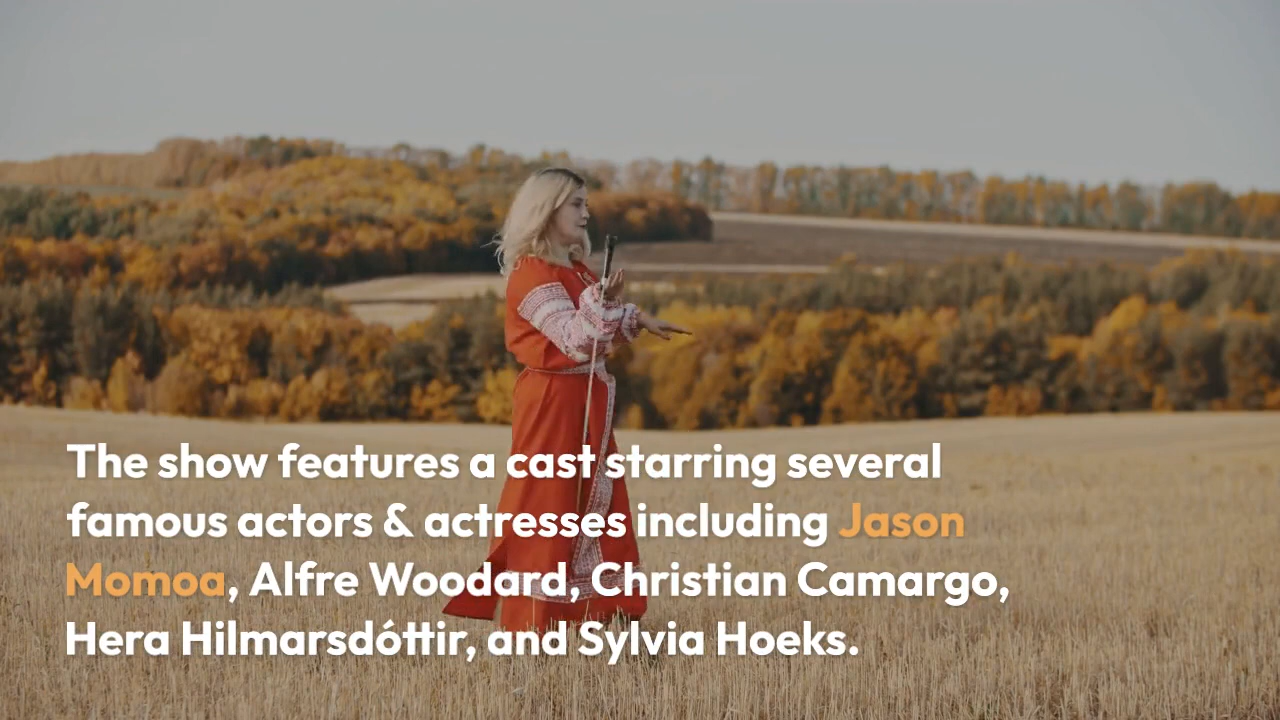 The show features a cast starring several
famous actors & actresses including Jason
Momoa, Alfre Woodard, Christian Camargo,
Hera Hilmarsdóttir, and Sylvia Hoeks.